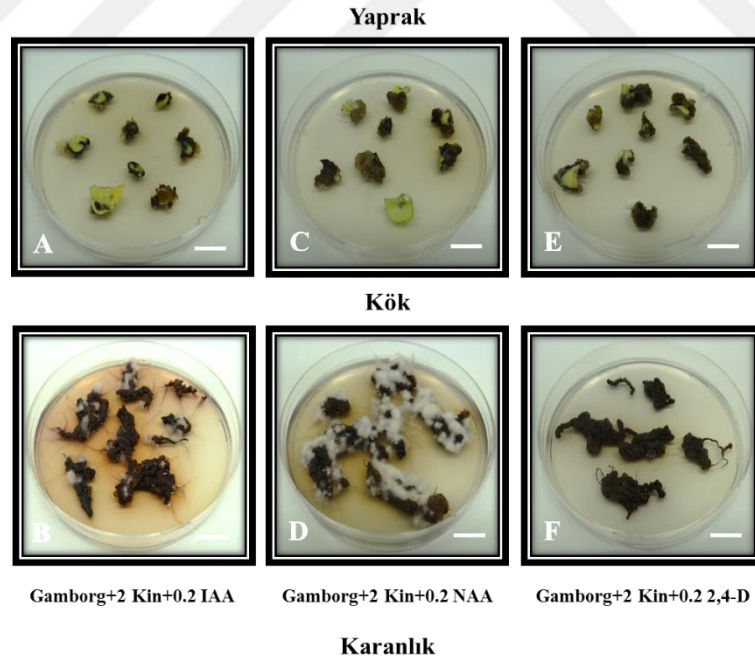 Yaprak
A C E
Kök
B D F
Gamborg+2 Kin+0.2 IAA Gamborg+2 Kin+0.2 NAA Gamborg+2 Kin+0.2 2,4-D
Karanlık